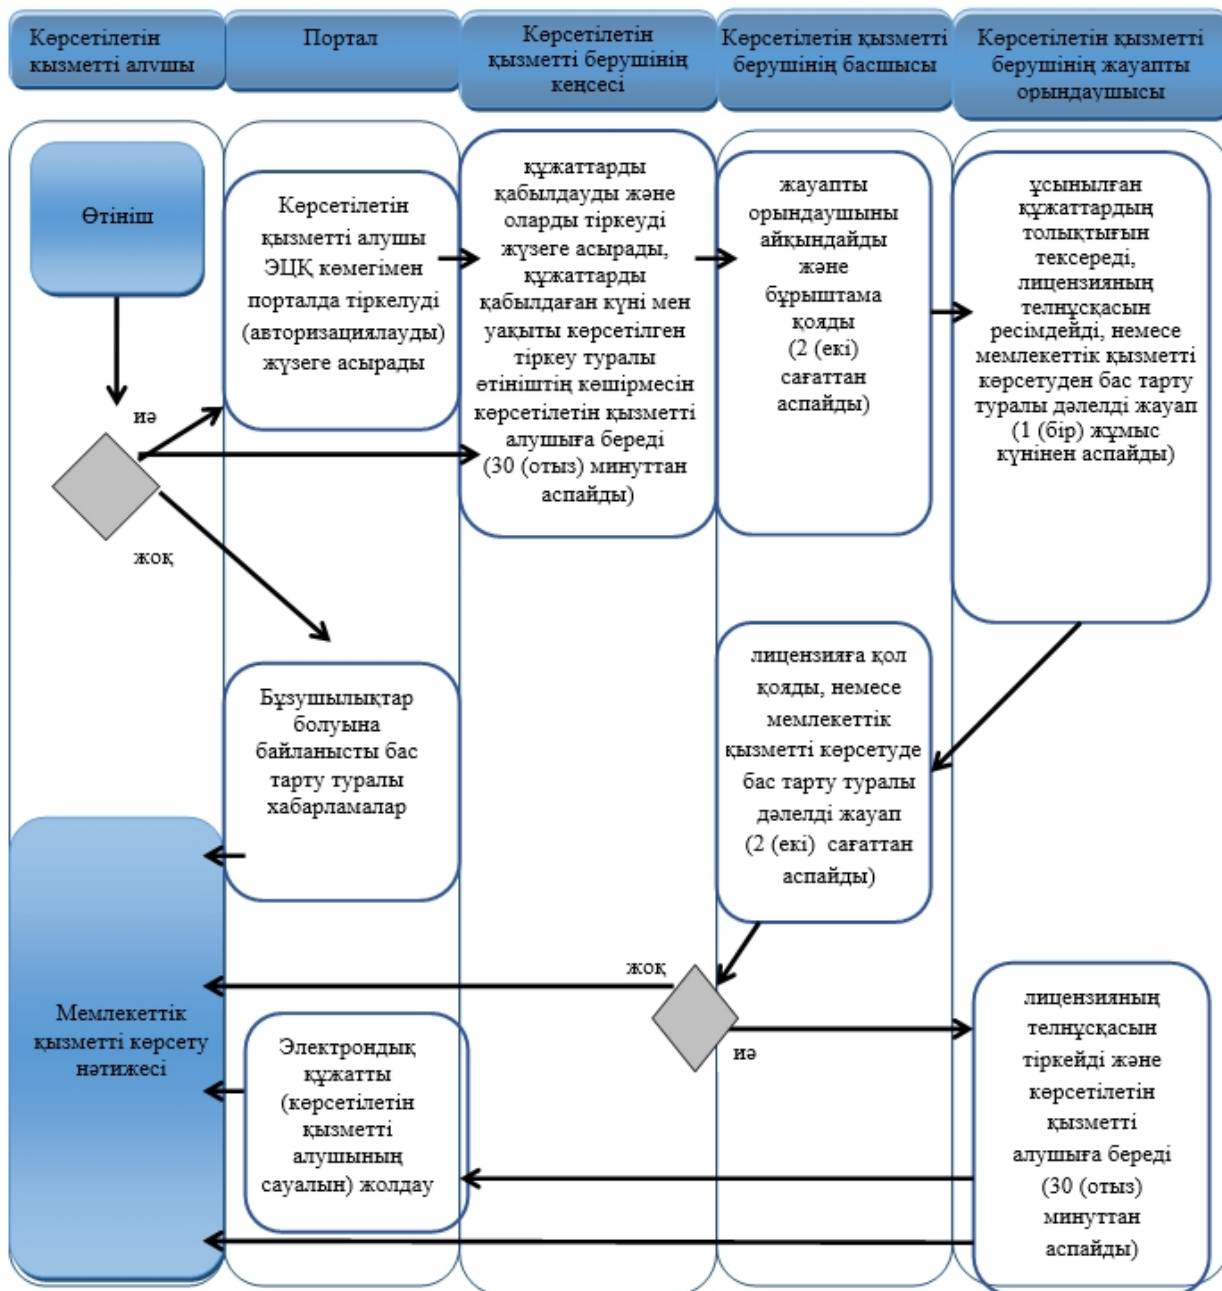 Көрсетілетін
қызметті алушы
Портал
Көрсетілетін
қызметті берушінің
кеңсесі
Көрсетілетін қызметті
берушінің басшысы
Көрсетілетін қызметті
берушінің жауапты
орындаушысы
Өтініш
Көрсетілетін
қызметті алушы
ЭЦҚ көмегімен
порталда тіркелуді
(авторизациялауды)
жүзеге асырады
құжаттарды
қабылдауды және
оларды тіркеуді
жүзеге асырады,
құжаттарды
қабылдаған күні мен
уақыты көрсетілген
тіркеу туралы
өтініштің көшірмесін
көрсетілетін қызметті
алушыға береді
(30 (отыз) минуттан
аспайды)
жауапты
орындаушыны
айқындайды
және
бұрыштама
қояды
(2 (екі)
сағаттан
аспайды)
ұсынылған
құжаттардың
толықтығын
тексереді,
лицензияның
телнұсқасын
ресімдейді, немесе
мемлекеттік қызметті
көрсетуден бас тарту
туралы дәлелді жауап
(1 (бір) жұмыс
күнінен аспайды)
иә
жоқ
Бұзушылықтар
болуына
байланысты бас
тарту туралы
хабарламалар
лицензияға қол
қояды, немесе
мемлекеттік
қызметті көрсетуде
бас тарту туралы
дәлелді жауап
(2 (екі) сағаттан
аспайды)
жоқ
иә
Мемлекеттік
қызметті көрсету
нәтижесі
Электрондық
құжатты
(көрсетілетін
қызметті
алушының
сауалын) жолдау
лицензияның
телнұсқасын
тіркейді және
көрсетілетін
қызметті
алушыға береді
(30 (отыз)
минуттан
аспайды)